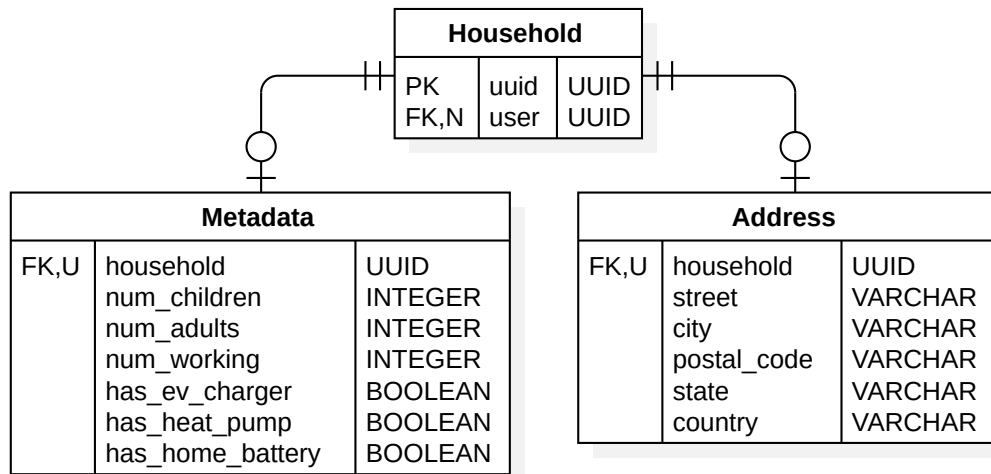 Household
PK uuid UUID
FK,N user UUID
Metadata
FK,U household UUID
num_children INTEGER
num_adults INTEGER
num_working INTEGER
has_ev_charger BOOLEAN
has_heat_pump BOOLEAN
has_home_battery BOOLEAN
Address
FK,U household UUID
street VARCHAR
city VARCHAR
postal_code VARCHAR
state VARCHAR
country VARCHAR